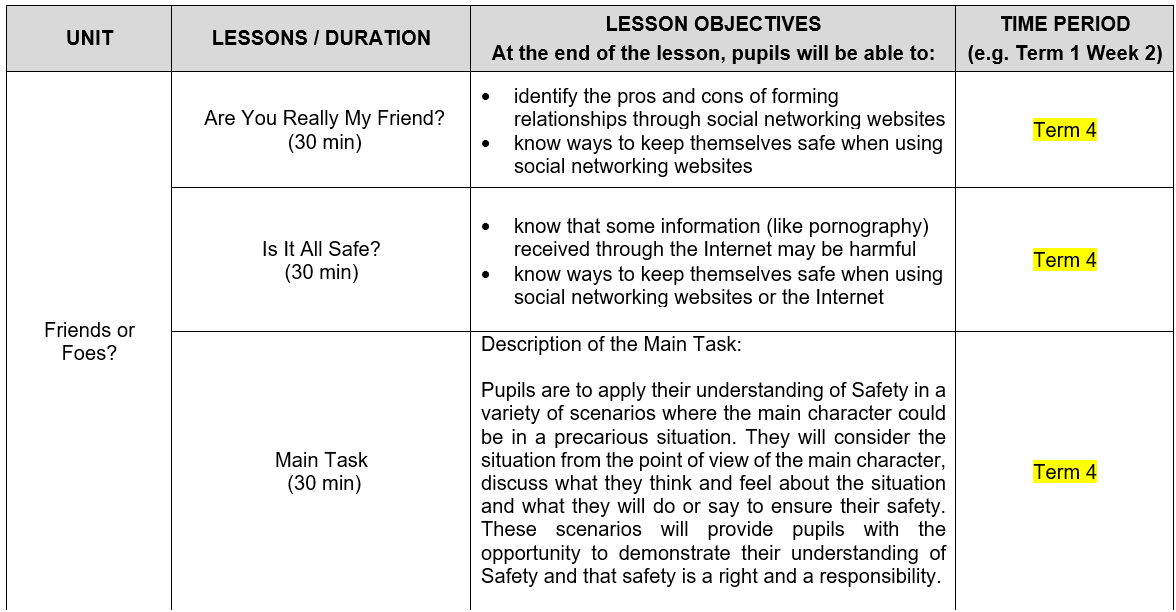 UNIT
LESSONS / DURATION
LESSON OBJECTIVES
At the end of the lesson, pupils will be able to:
TIME PERIOD
(e.g. Term 1 Week 2)
Friends or
Foes?
Are You Really My Friend?
(30 min)
• identify the pros and cons of forming
relationships through social networking websites
• know ways to keep themselves safe when using
social networking websites
Term 4
Is It All Safe?
(30 min)
• know that some information (like pornography)
received through the Internet may be harmful
• know ways to keep themselves safe when using
social networking websites or the Internet
Term 4
Main Task
(30 min)
Description of the Main Task:
Pupils are to apply their understanding of Safety in a
variety of scenarios where the main character could
be in a precarious situation. They will consider the
situation from the point of view of the main character,
discuss what they think and feel about the situation
and what they will do or say to ensure their safety.
These scenarios will provide pupils with the
opportunity to demonstrate their understanding of
Safety and that safety is a right and a responsibility.
Term 4